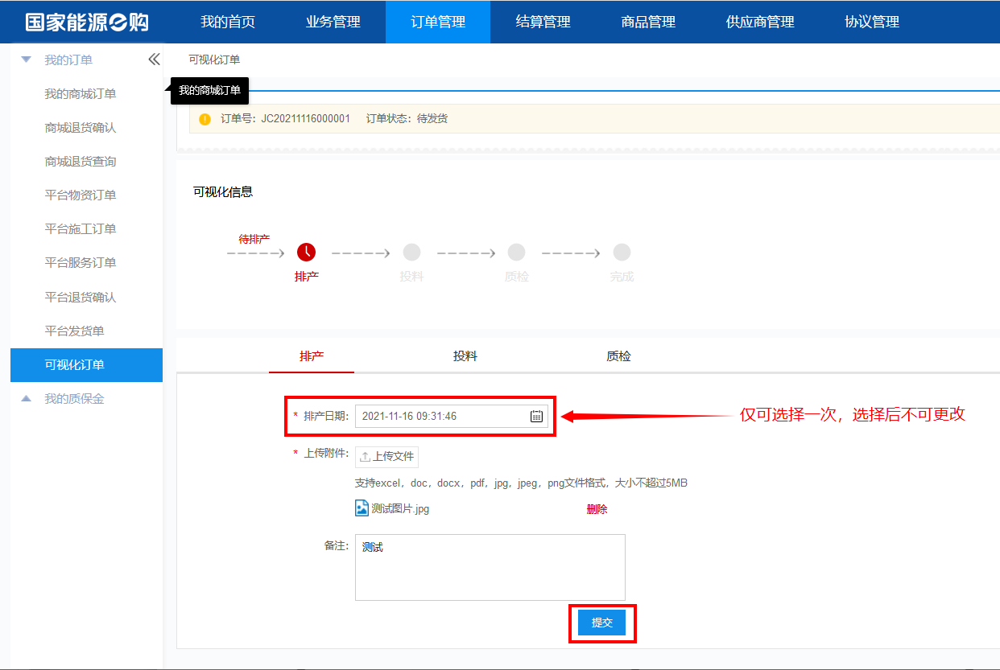 国家能源e购 我的首页 业务管理 订单管理 结算管理 商品管理 供应商管理 协议管理
我的订单
我的商城订单
商城退货确认
商城退货查询
平台物资订单
平台施工订单
平台服务订单
平台退货确认
平台发货单
可视化订单
我的质保金
可视化订单
我的商城订单
订单号：JC20211116000001 订单状态：待发货
可视化信息
待排产
排产 投料 质检 完成
排产 投料 质检
* 排产日期： 2021-11-16 09:31:46
仅可选择一次，选择后不可更改
* 上传附件： 上传文件
支持excel，doc，docx，pdf，jpg，jpeg，png文件格式，大小不超过5MB
测试图片.jpg 删除
备注： 测试
提交